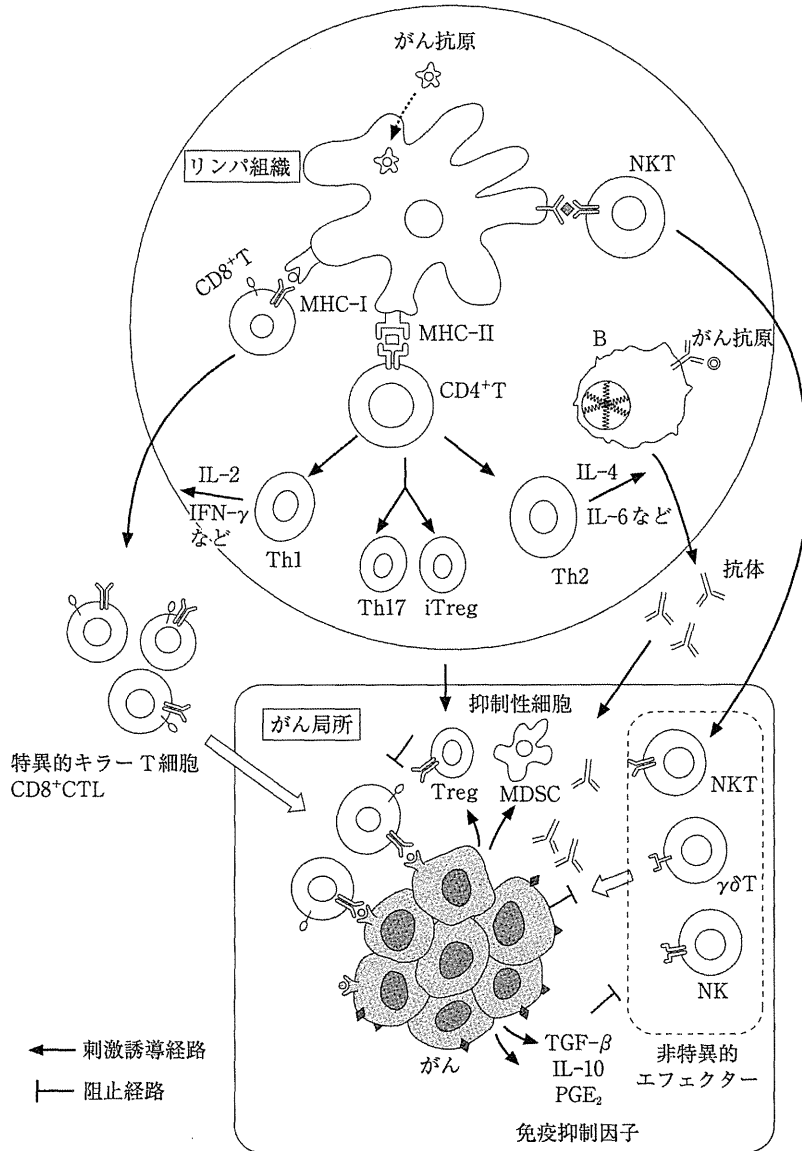 がん抗原
リンパ組織
NKT
CD8⁺T
MHC-I
MHC-II
B
がん抗原
CD4⁺T
IL-2
IFN-γ
など
Th1
Th17
iTreg
Th2
IL-4
IL-6など
抗体
特異的キラーT細胞
CD8⁺CTL
がん局所
抑制性細胞
Treg
MDSC
NKT
γδT
NK
がん
TGF-β
IL-10
PGE₂
免疫抑制因子
非特異的
エフェクター
刺激誘導経路
阻止経路